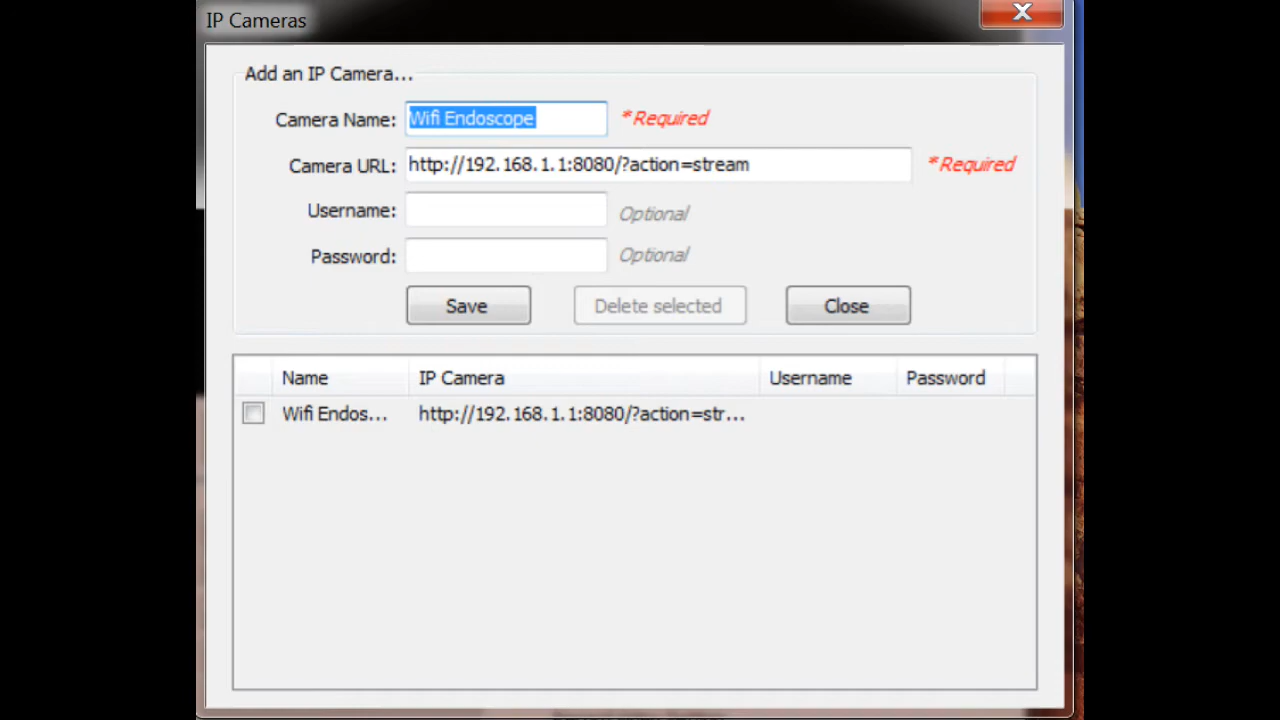 IP Cameras
Add an IP Camera...
Camera Name: Wifi Endoscope *Required
Camera URL: http://192.168.1.1:8080/?action=stream *Required
Username: Optional
Password: Optional
Save Delete selected Close
Name IP Camera Username Password
Wifi Endos... http://192.168.1.1:8080/?action=str...